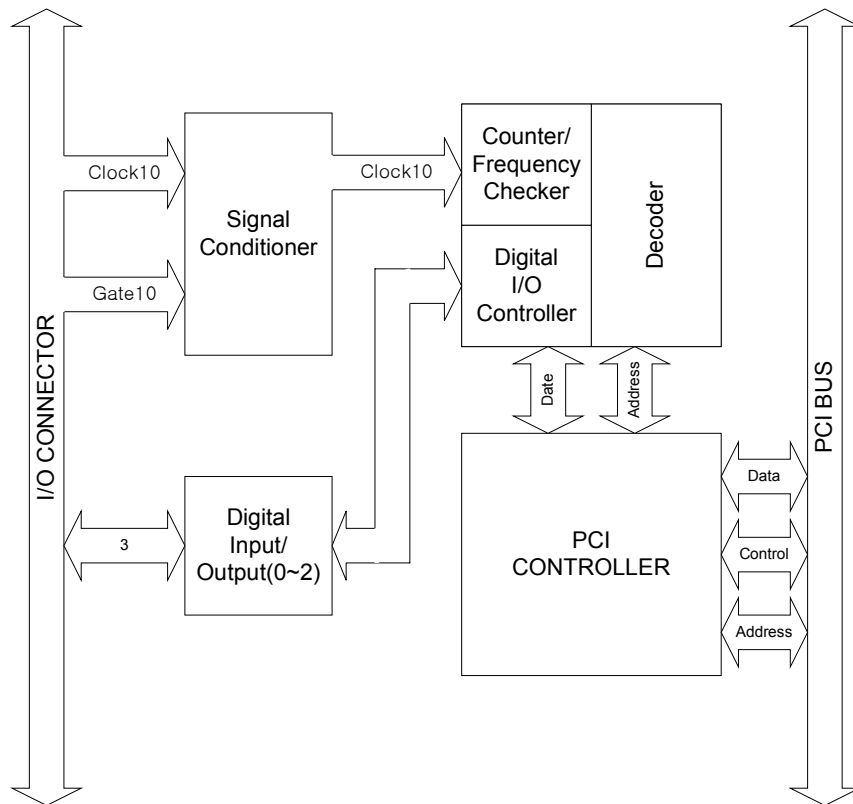 I/O CONNECTOR
Clock10
Gate10
Signal
Conditioner
Clock10
Counter/
Frequency
Checker
Digital
I/O
Controller
Decoder
Date
Address
3
Digital
Input/
Output(0~2)
PCI
CONTROLLER
Data
Control
Address
PCI BUS